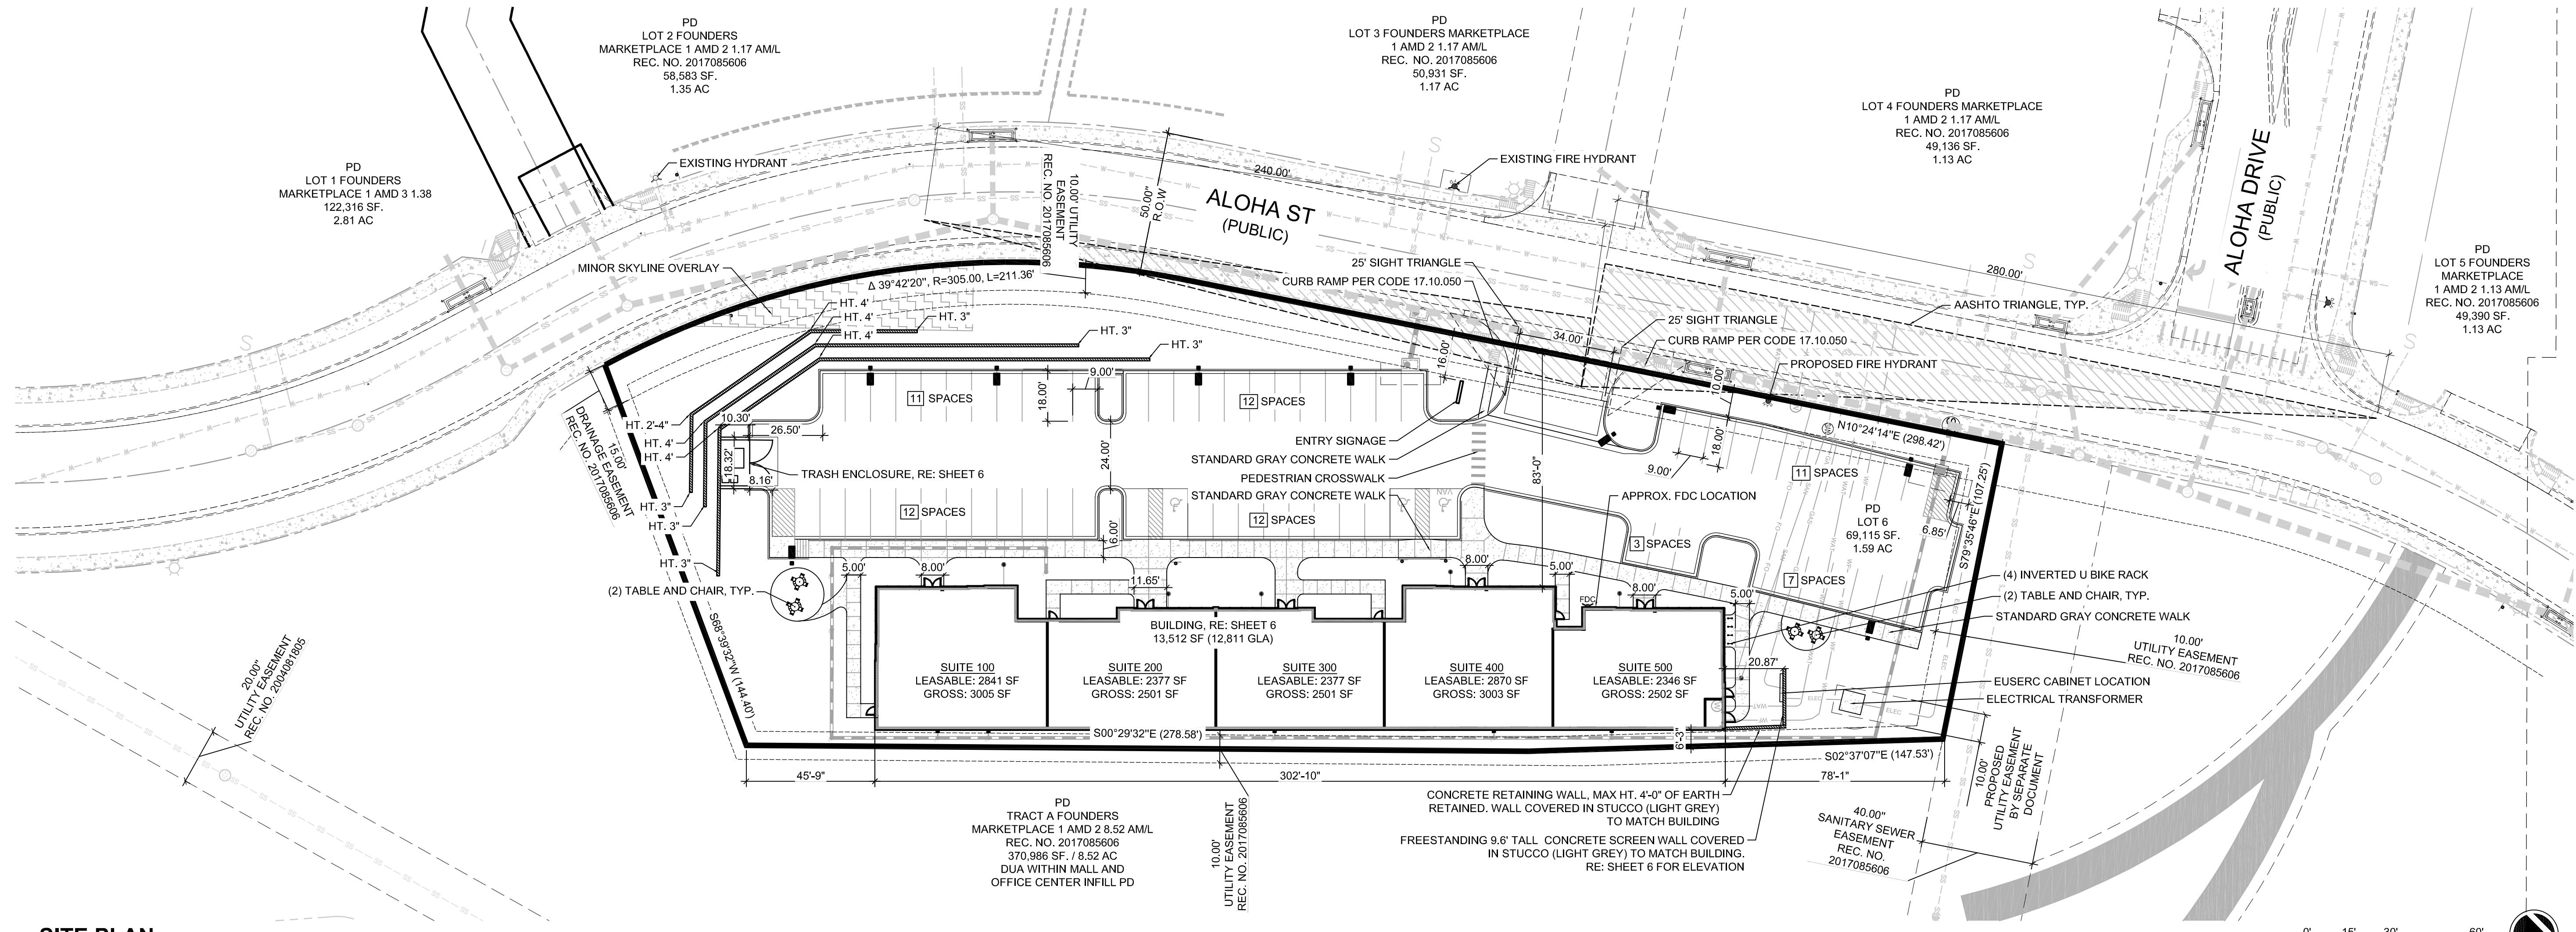 PD
LOT 2 FOUNDERS
MARKETPLACE 1 AMD 2 1.17 AM/L
REC. NO. 2017085606
58,583 SF.
1.35 AC
PD
LOT 3 FOUNDERS MARKETPLACE
1 AMD 2 1.17 AM/L
REC. NO. 2017085606
50,931 SF.
1.17 AC
PD
LOT 4 FOUNDERS MARKETPLACE
1 AMD 2 1.17 AM/L
REC. NO. 2017085606
49,136 SF.
1.13 AC
PD
LOT 1 FOUNDERS
MARKETPLACE 1 AMD 3 1.38
122,316 SF.
2.81 AC
PD
LOT 5 FOUNDERS
MARKETPLACE
1 AMD 2 1.13 AM/L
REC. NO. 2017085606
49,390 SF.
1.13 AC
ALOHA DRIVE
(PUBLIC)
ALOHA ST
(PUBLIC)
EXISTING HYDRANT
EXISTING FIRE HYDRANT
240.00'
280.00'
50.00"
R.O.W
10.00' UTILITY
EASEMENT
REC. NO. 2017085606
MINOR SKYLINE OVERLAY
Δ 39°42'20", R=305.00, L=211.36'
25' SIGHT TRIANGLE
CURB RAMP PER CODE 17.10.050
AASHTO TRIANGLE, TYP.
25' SIGHT TRIANGLE
CURB RAMP PER CODE 17.10.050
PROPOSED FIRE HYDRANT
34.00'
16.00'
10.00'
HT. 4'
HT. 4'
HT. 4'
HT. 3"
HT. 3"
HT. 3"
HT. 2'-4"
HT. 4'
HT. 4'
HT. 3"
HT. 3"
HT. 3"
15.00'
DRAINAGE EASEMENT
REC. NO. 2017085606
10.30'
26.50'
18.32'
8.16'
9.00'
18.00'
24.00'
6.00'
11 SPACES
12 SPACES
12 SPACES
12 SPACES
TRASH ENCLOSURE, RE: SHEET 6
ENTRY SIGNAGE
STANDARD GRAY CONCRETE WALK
PEDESTRIAN CROSSWALK
STANDARD GRAY CONCRETE WALK
VAN
83'-0"
9.00'
18.00'
N10°24'14"E (298.42')
11 SPACES
APPROX. FDC LOCATION
3 SPACES
7 SPACES
PD
LOT 6
69,115 SF.
1.59 AC
6.85'
S79°35'46"E (107.25')
(4) INVERTED U BIKE RACK
(2) TABLE AND CHAIR, TYP.
STANDARD GRAY CONCRETE WALK
10.00'
UTILITY EASEMENT
REC. NO. 2017085606
EUSERC CABINET LOCATION
ELECTRICAL TRANSFORMER
(2) TABLE AND CHAIR, TYP.
5.00'
8.00'
11.65'
8.00'
5.00'
8.00'
5.00'
FDC
20.87'
BUILDING, RE: SHEET 6
13,512 SF (12,811 GLA)
SUITE 100
LEASABLE: 2841 SF
GROSS: 3005 SF
SUITE 200
LEASABLE: 2377 SF
GROSS: 2501 SF
SUITE 300
LEASABLE: 2377 SF
GROSS: 2501 SF
SUITE 400
LEASABLE: 2870 SF
GROSS: 3003 SF
SUITE 500
LEASABLE: 2346 SF
GROSS: 2502 SF
S68°39'32"W (144.40')
20.00"
UTILITY EASEMENT
REC. NO. 2004081805
S00°29'32"E (278.58')
6'-3"
S02°37'07"E (147.53')
45'-9"
302'-10"
78'-1"
PD
TRACT A FOUNDERS
MARKETPLACE 1 AMD 2 8.52 AM/L
REC. NO. 2017085606
370,986 SF. / 8.52 AC
DUA WITHIN MALL AND
OFFICE CENTER INFILL PD
10.00'
UTILITY EASEMENT
REC. NO. 2017085606
CONCRETE RETAINING WALL, MAX HT. 4'-0" OF EARTH
RETAINED. WALL COVERED IN STUCCO (LIGHT GREY)
TO MATCH BUILDING
FREESTANDING 9.6' TALL CONCRETE SCREEN WALL COVERED
IN STUCCO (LIGHT GREY) TO MATCH BUILDING.
RE: SHEET 6 FOR ELEVATION
10.00'
PROPOSED
UTILITY EASEMENT
BY SEPARATE
DOCUMENT
40.00"
SANITARY SEWER
EASEMENT
REC. NO.
2017085606
SITE PLAN
0' 15' 30' 60'